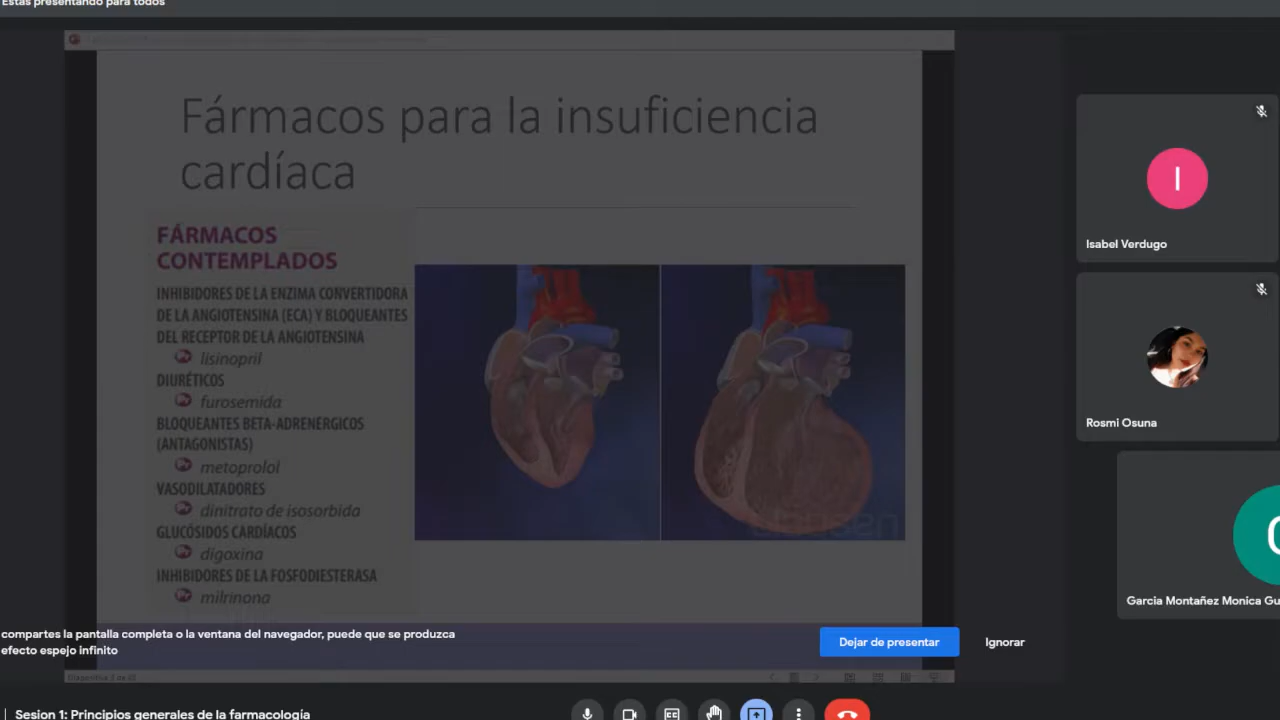 Estás presentando para todos
Fármacos para la insuficiencia
cardíaca
FÁRMACOS
CONTEMPLADOS
INHIBIDORES DE LA ENZIMA CONVERTIDORA
DE LA ANGIOTENSINA (ECA) Y BLOQUEANTES
DEL RECEPTOR DE LA ANGIOTENSINA
lisinopril
DIURÉTICOS
furosemida
BLOQUEANTES BETA-ADRENÉRGICOS
(ANTAGONISTAS)
metoprolol
VASODILATADORES
dinitrato de isosorbida
GLUCÓSIDOS CARDÍACOS
digoxina
INHIBIDORES DE LA FOSFODIESTERASA
milrinona
I
Isabel Verdugo
Rosmi Osuna
Garcia Montañez Monica Gu
compartes la pantalla completa o la ventana del navegador, puede que se produzca
efecto espejo infinito
Dejar de presentar
Ignorar
Sesion 1: Principios generales de la farmacologia